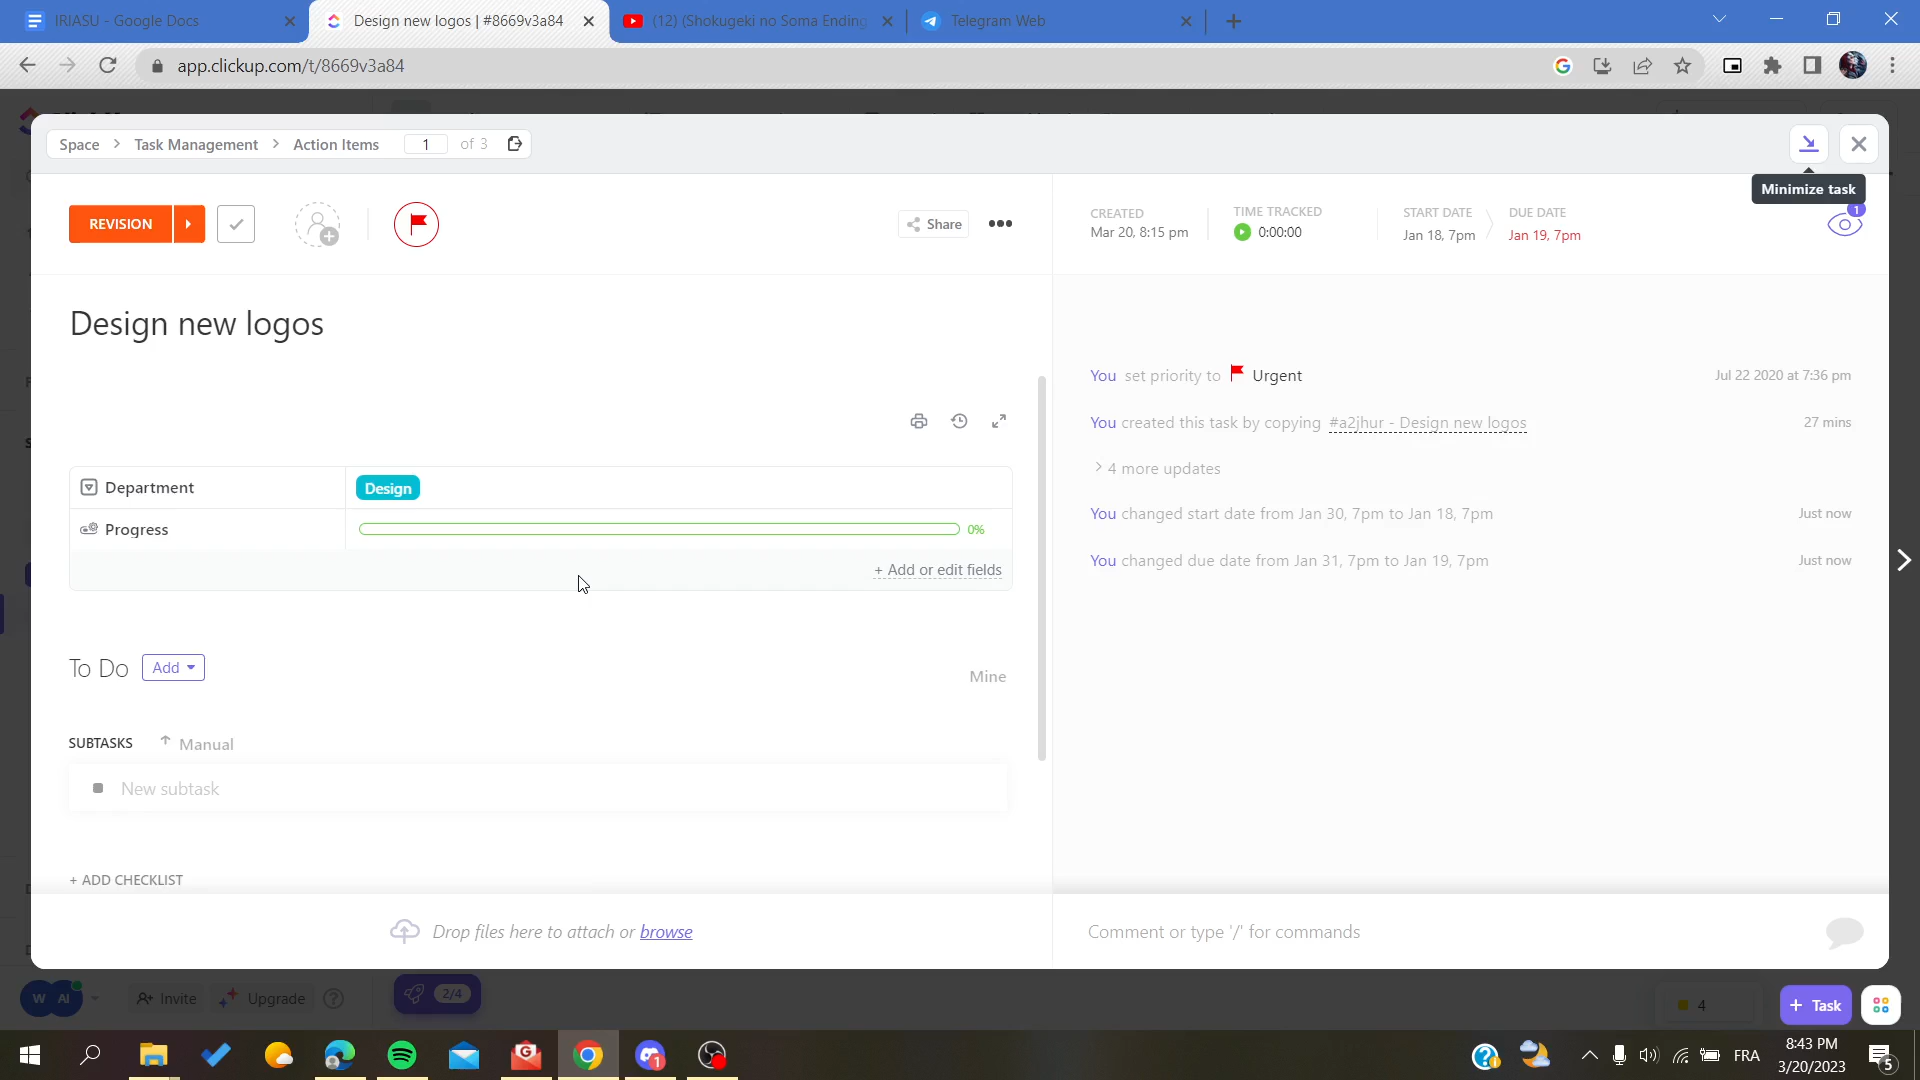 IRIASU - Google Docs
Design new logos | #8669v3a84
(12) (Shokugeki no Soma Ending
Telegram Web
app.clickup.com/t/8669v3a84
Space > Task Management > Action Items 1 of 3
Minimize task
REVISION
Share
CREATED
Mar 20, 8:15 pm
TIME TRACKED
0:00:00
START DATE
Jan 18, 7pm
DUE DATE
Jan 19, 7pm
1
Design new logos
You set priority to Urgent
Jul 22 2020 at 7:36 pm
You created this task by copying #a2jhur - Design new logos
27 mins
4 more updates
You changed start date from Jan 30, 7pm to Jan 18, 7pm
Just now
You changed due date from Jan 31, 7pm to Jan 19, 7pm
Just now
Department
Design
Progress
0%
+ Add or edit fields
To Do
Add
Mine
SUBTASKS
Manual
New subtask
+ ADD CHECKLIST
Drop files here to attach or browse
Comment or type '/' for commands
W
AI
Invite
Upgrade
2/4
4
+ Task
1
FRA
8:43 PM
3/20/2023
5